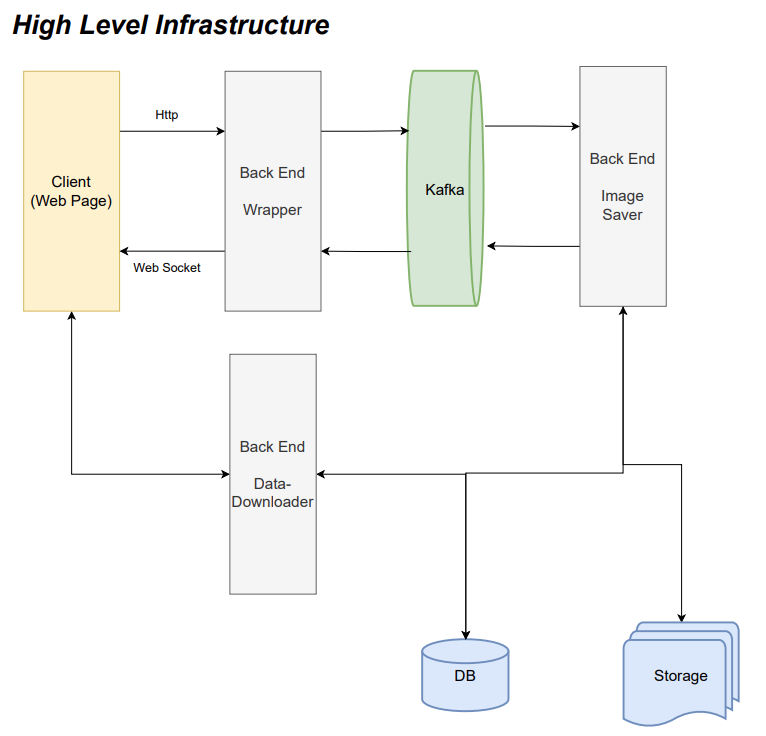 High Level Infrastructure
Http
Client
(Web Page)
Back End
Wrapper
Kafka
Back End
Image
Saver
Web Socket
Back End
Data-
Downloader
DB
Storage